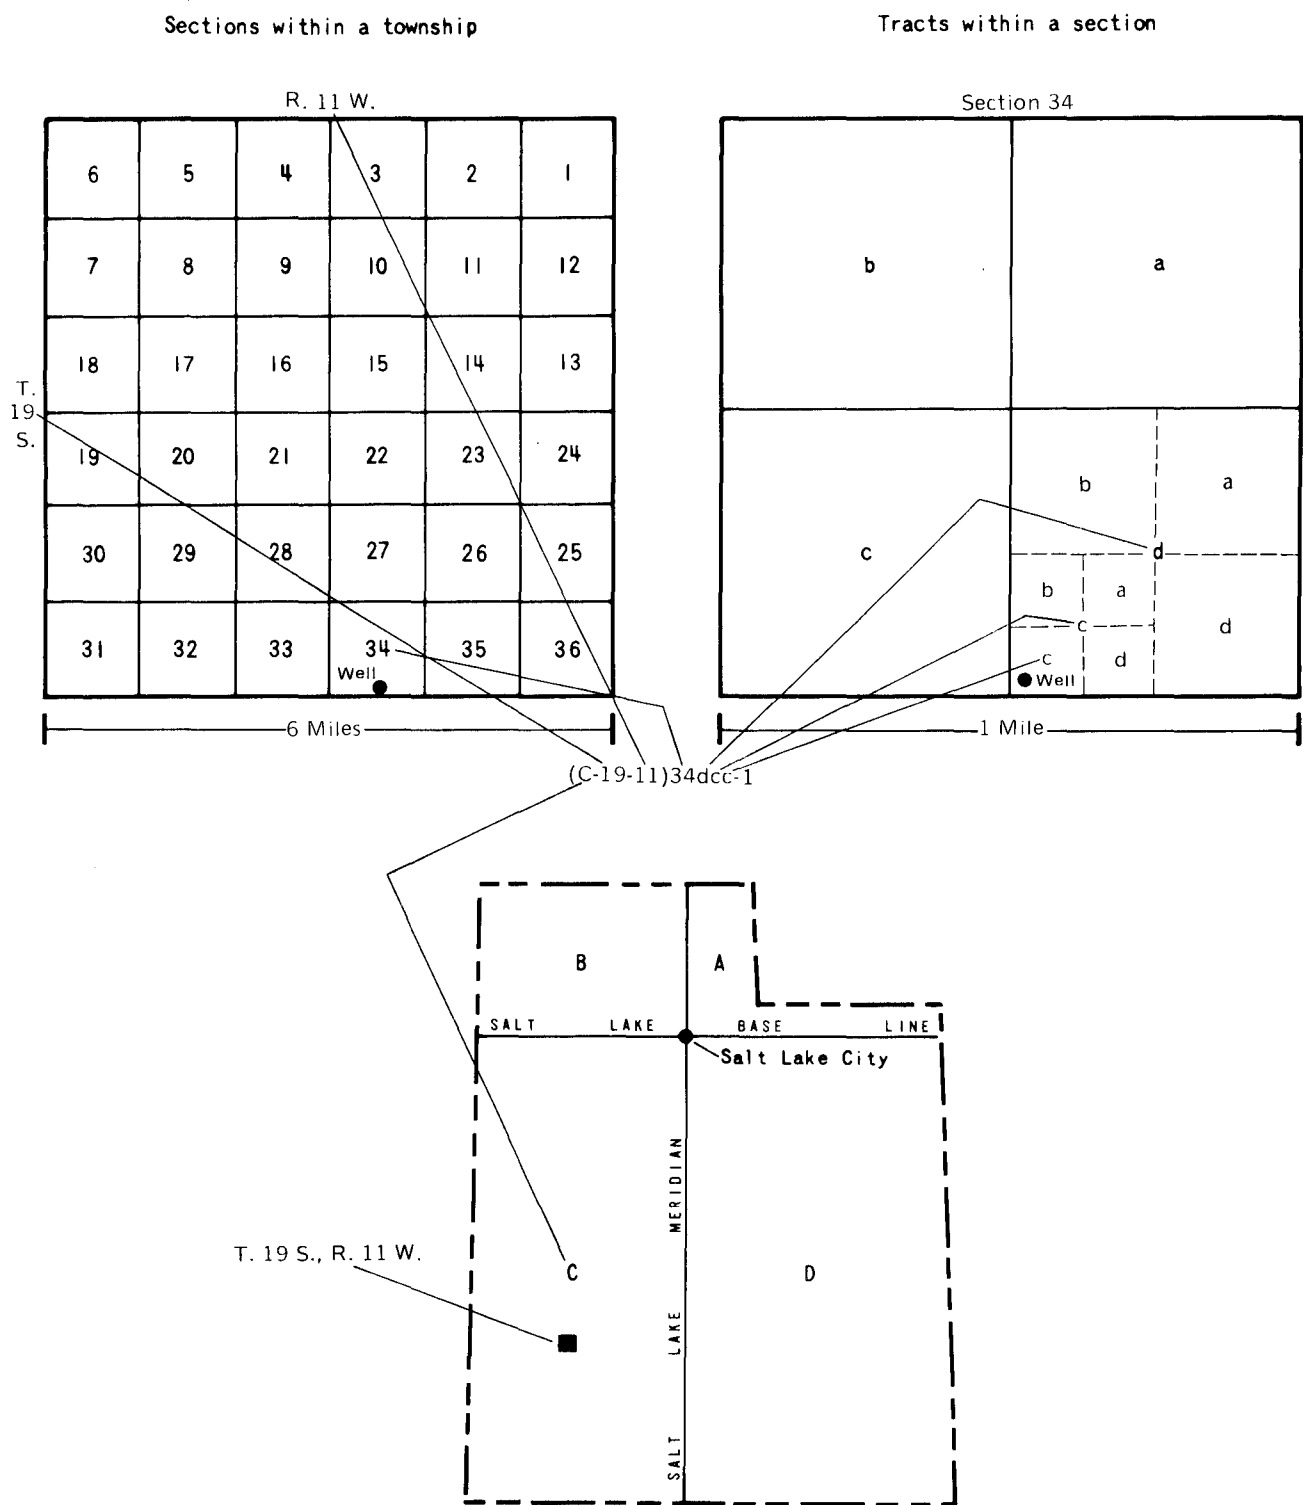 Sections within a township
Tracts within a section
R. 11 W.
Section 34
6 5 4 3 2 1
7 8 9 10 11 12
18 17 16 15 14 13
T.
19
S.
19 20 21 22 23 24
30 29 28 27 26 25
31 32 33 34 35 36
Well
6 Miles
b a
b a
c d
b a
c d
c d
Well
1 Mile
(C-19-11)34dcc-1
B A
SALT LAKE BASE LINE
Salt Lake City
SALT LAKE MERIDIAN
T. 19 S., R. 11 W.
C D